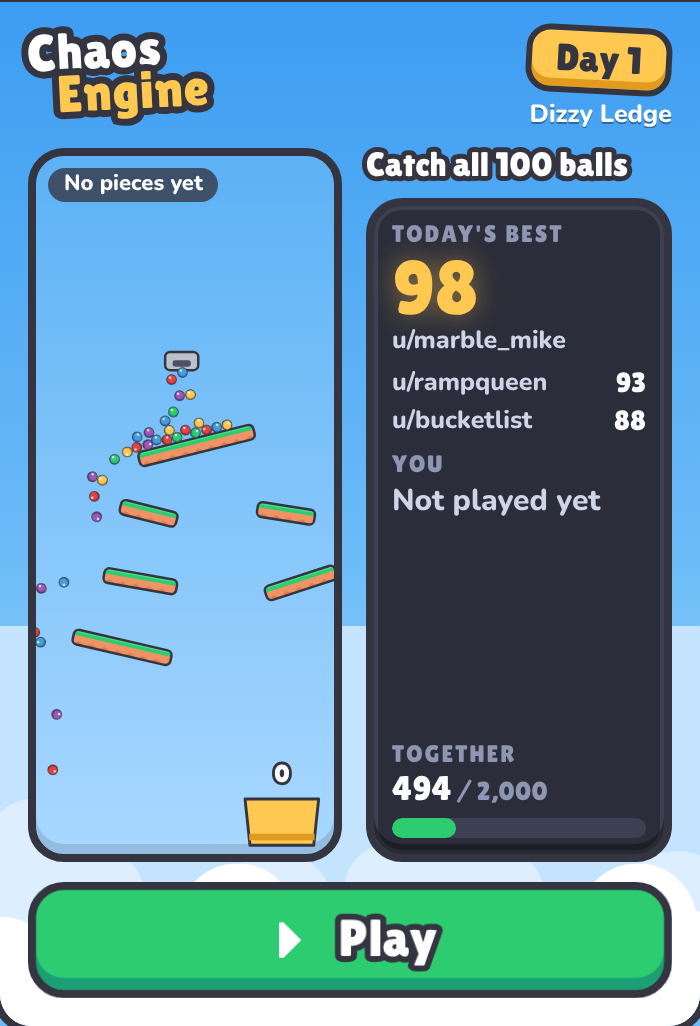 Chaos
Engine
Day 1
Dizzy Ledge
No pieces yet
Catch all 100 balls
TODAY'S BEST
98
u/marble_mike
u/rampqueen 93
u/bucketlist 88
YOU
Not played yet
0
TOGETHER
494 / 2,000
Play